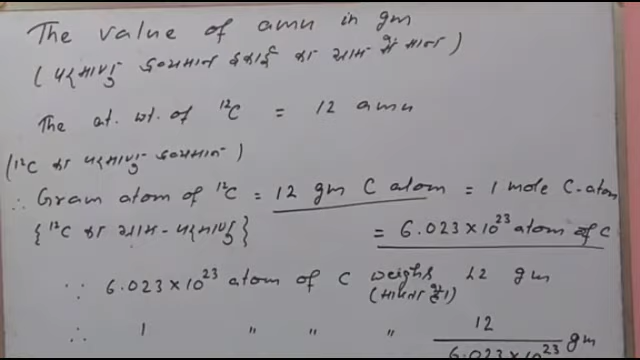 The value of amu in gm
(परमाणु द्रव्यमान इकाई का ग्राम में मान)
The at. wt. of ¹²C = 12 amu
(¹²C का परमाणु द्रव्यमान)
∴ Gram atom of ¹²C = 12 gm C atom = 1 mole C-atom
{¹²C का ग्राम-परमाणु} = 6.023×10²³ atom of C
∵ 6.023×10²³ atom of C weighs 12 gm
∴ 1 " " " 12
6.023×10²³ gm